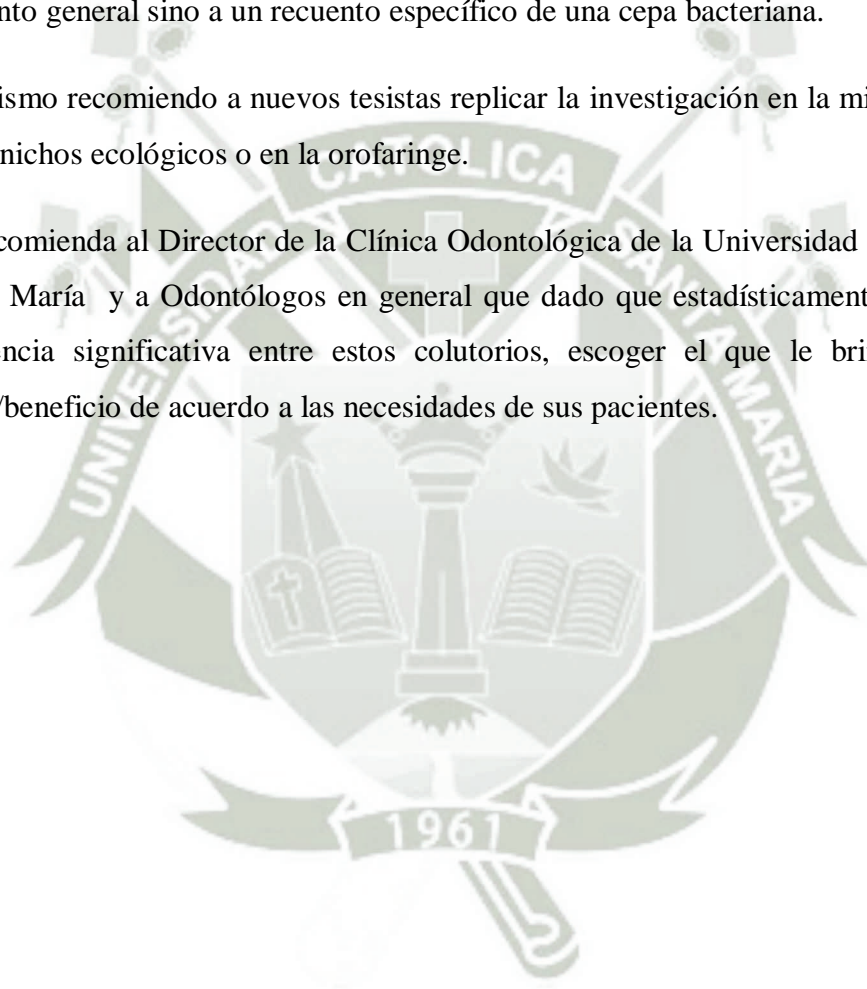 nto general sino a un recuento específico de una cepa bacteriana.
ismo recomiendo a nuevos tesistas replicar la investigación en la mi
nichos ecológicos o en la orofaringe.
comienda al Director de la Clínica Odontológica de la Universidad
María y a Odontólogos en general que dado que estadísticament
encia significativa entre estos colutorios, escoger el que le bri
/beneficio de acuerdo a las necesidades de sus pacientes.
UNIVERSIDAD CATOLICA SANTA MARIA
1961